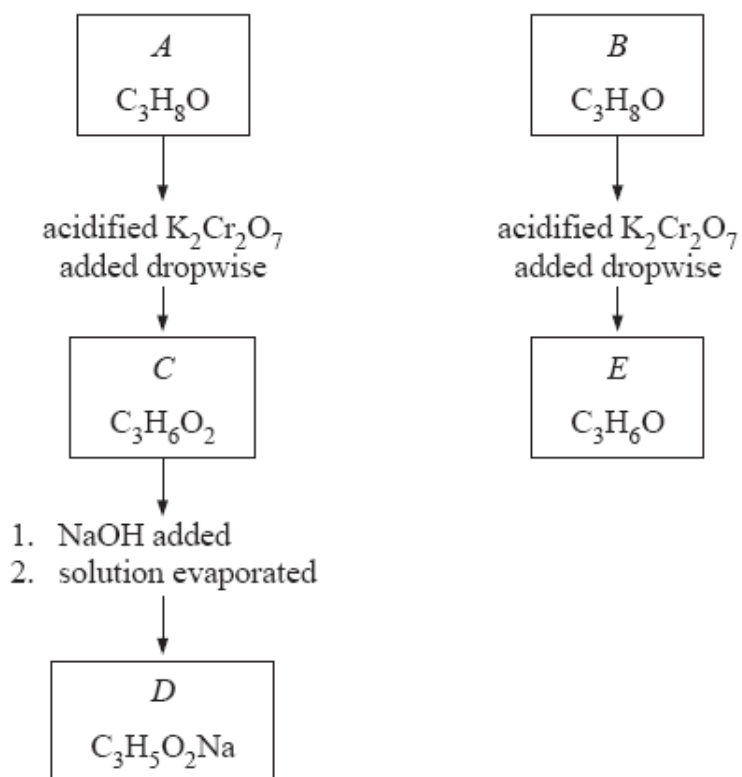 A
C₃H₈O
acidified K₂Cr₂O₇
added dropwise
C
C₃H₆O₂
1. NaOH added
2. solution evaporated
D
C₃H₅O₂Na
B
C₃H₈O
acidified K₂Cr₂O₇
added dropwise
E
C₃H₆O